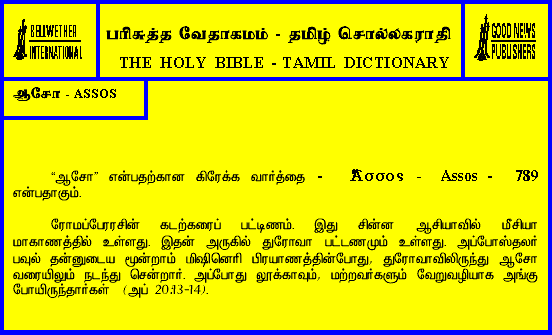 BELLWETHER
INTERNATIONAL
பரிசுத்த வேதாகமம் - தமிழ் சொல்லகராதி
THE HOLY BIBLE - TAMIL DICTIONARY
GOOD NEWS
PUBLISHERS
ஆசோ - ASSOS
“ஆசோ” என்பதற்கான கிரேக்க வார்த்தை - Ἄσσος - Assos - 789
என்பதாகும்.
ரோமப்பேரரசின் கடற்கரைப் பட்டிணம். இது சின்ன ஆசியாவில் மீசியா
மாகாணத்தில் உள்ளது. இதன் அருகில் துரோவா பட்டணமும் உள்ளது. அப்போஸ்தலர்
பவுல் தன்னுடைய மூன்றாம் மிஷினெரி பிரயாணத்தின்போது, துரோவாவிலிருந்து ஆசோ
வரையிலும் நடந்து சென்றார். அப்போது லூக்காவும், மற்றவர்களும் வேறுவழியாக அங்கு
போயிருந்தார்கள் (அப் 20:13-14).